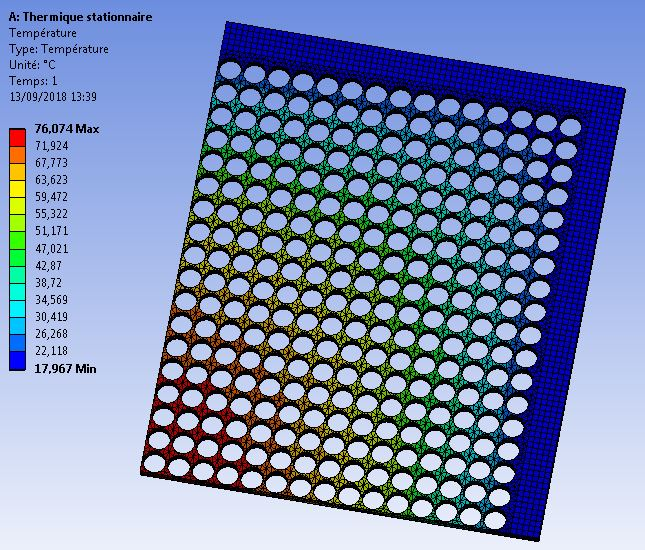 A: Thermique stationnaire
Température
Type: Température
Unité: °C
Temps: 1
13/09/2018 13:39
76,074 Max
71,924
67,773
63,623
59,472
55,322
51,171
47,021
42,87
38,72
34,569
30,419
26,268
22,118
17,967 Min